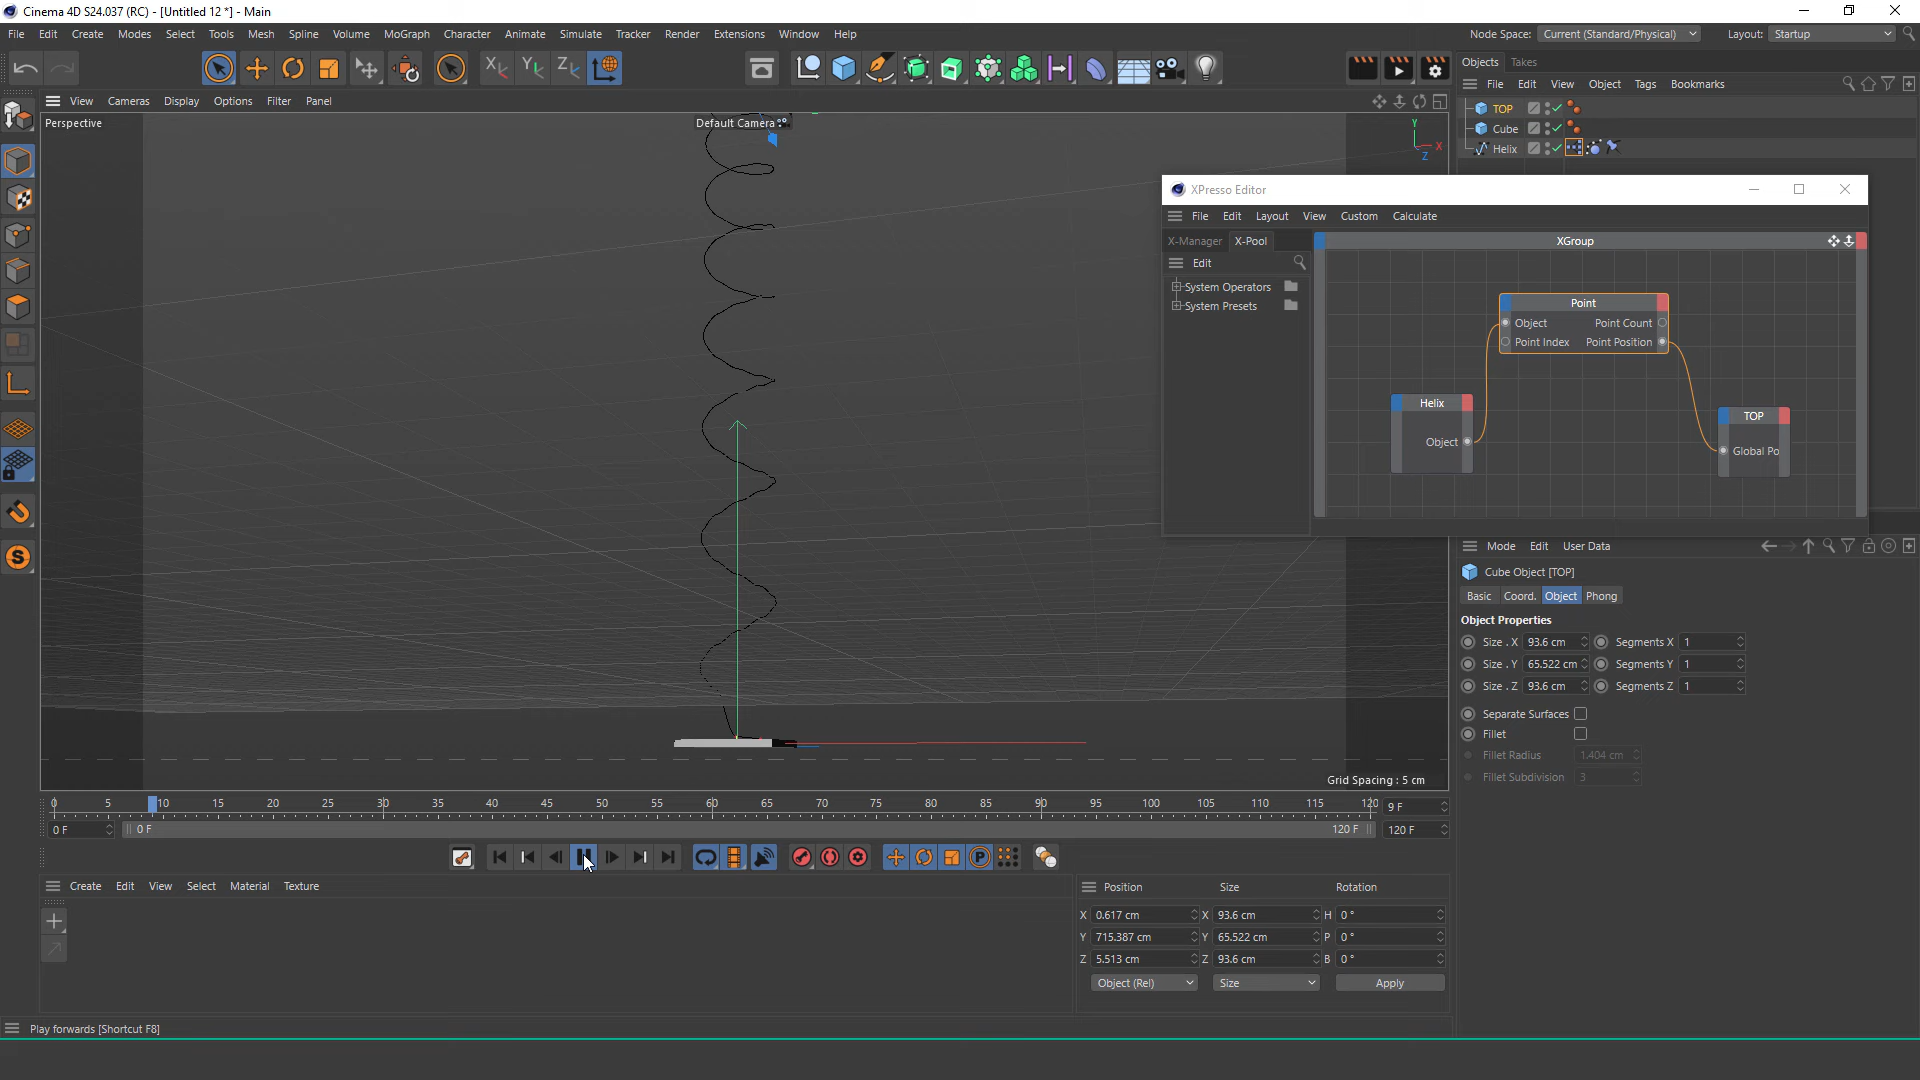 Cinema 4D S24.037 (RC) - [Untitled 12 *] - Main
File Edit Create Modes Select Tools Mesh Spline Volume MoGraph Character Animate Simulate Tracker Render Extensions Window Help
Node Space: Current (Standard/Physical) Layout: Startup
Objects Takes
File Edit View Object Tags Bookmarks
View Cameras Display Options Filter Panel
Perspective
Default Camera
Y
X
Z
TOP
Cube
Helix
XPresso Editor
File Edit Layout View Custom Calculate
X-Manager X-Pool
XGroup
Edit
System Operators
System Presets
Point
Object Point Count
Point Index Point Position
Helix
Object
TOP
Global Po
Mode Edit User Data
Cube Object [TOP]
Basic Coord. Object Phong
Object Properties
Size . X 93.6 cm Segments X 1
Size . Y 65.522 cm Segments Y 1
Size . Z 93.6 cm Segments Z 1
Separate Surfaces
Fillet
Fillet Radius 1.404 cm
Fillet Subdivision 3
Grid Spacing : 5 cm
0 5 10 15 20 25 30 35 40 45 50 55 60 65 70 75 80 85 90 95 100 105 110 115 120 9 F
0 F 0 F 120 F 120 F
Create Edit View Select Material Texture
Position Size Rotation
X 0.617 cm X 93.6 cm H 0 °
Y 715.387 cm Y 65.522 cm P 0 °
Z 5.513 cm Z 93.6 cm B 0 °
Object (Rel) Size Apply
Play forwards [Shortcut F8]